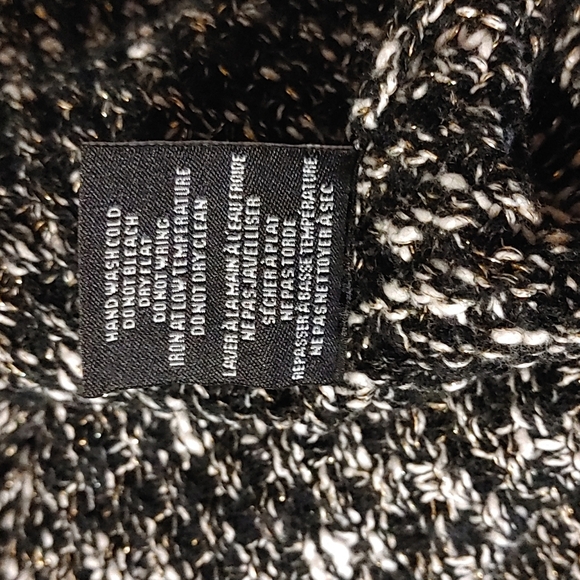 HAND WASH COLD
DO NOT BLEACH
DRY FLAT
DO NOT WRING
IRON AT LOW TEMPERATURE
DO NOT DRY CLEAN
LAVER À LA MAIN À L'EAU FROIDE
NE PAS JAVELLISER
SÉCHER À PLAT
NE PAS TORDRE
REPASSER À BASSE TEMPÉRATURE
NE PAS NETTOYER À SEC